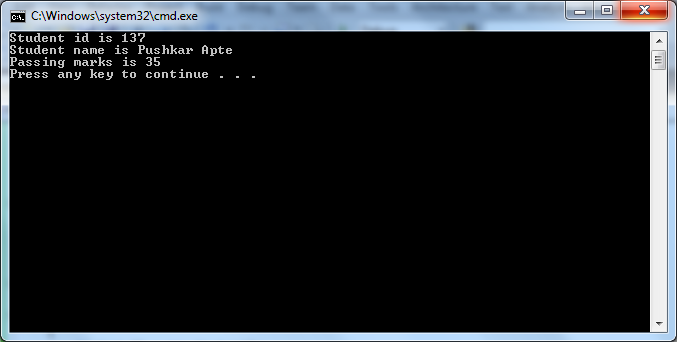 C:\Windows\system32\cmd.exe
Student id is 137
Student name is Pushkar Apte
Passing marks is 35
Press any key to continue . . .